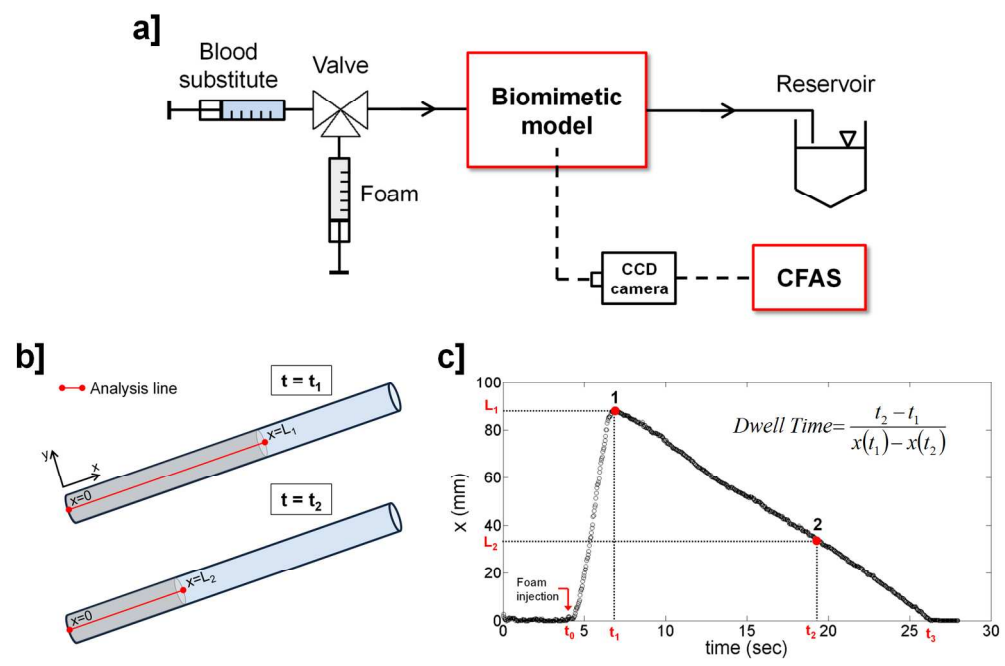 a]
Blood
substitute
Valve
Foam
Biomimetic
model
Reservoir
CCD
camera
CFAS
b]
Analysis line
t = t₁
y
x
x=0
x=L₁
t = t₂
x=0
x=L₂
c]
100
80
60
40
20
0
x (mm)
L₁
L₂
1
2
Dwell Time= t₂ − t₁ / x(t₁) − x(t₂)
Foam
injection
0 5 15 20 25 30
t₀ t₁ t₂ t₃
time (sec)